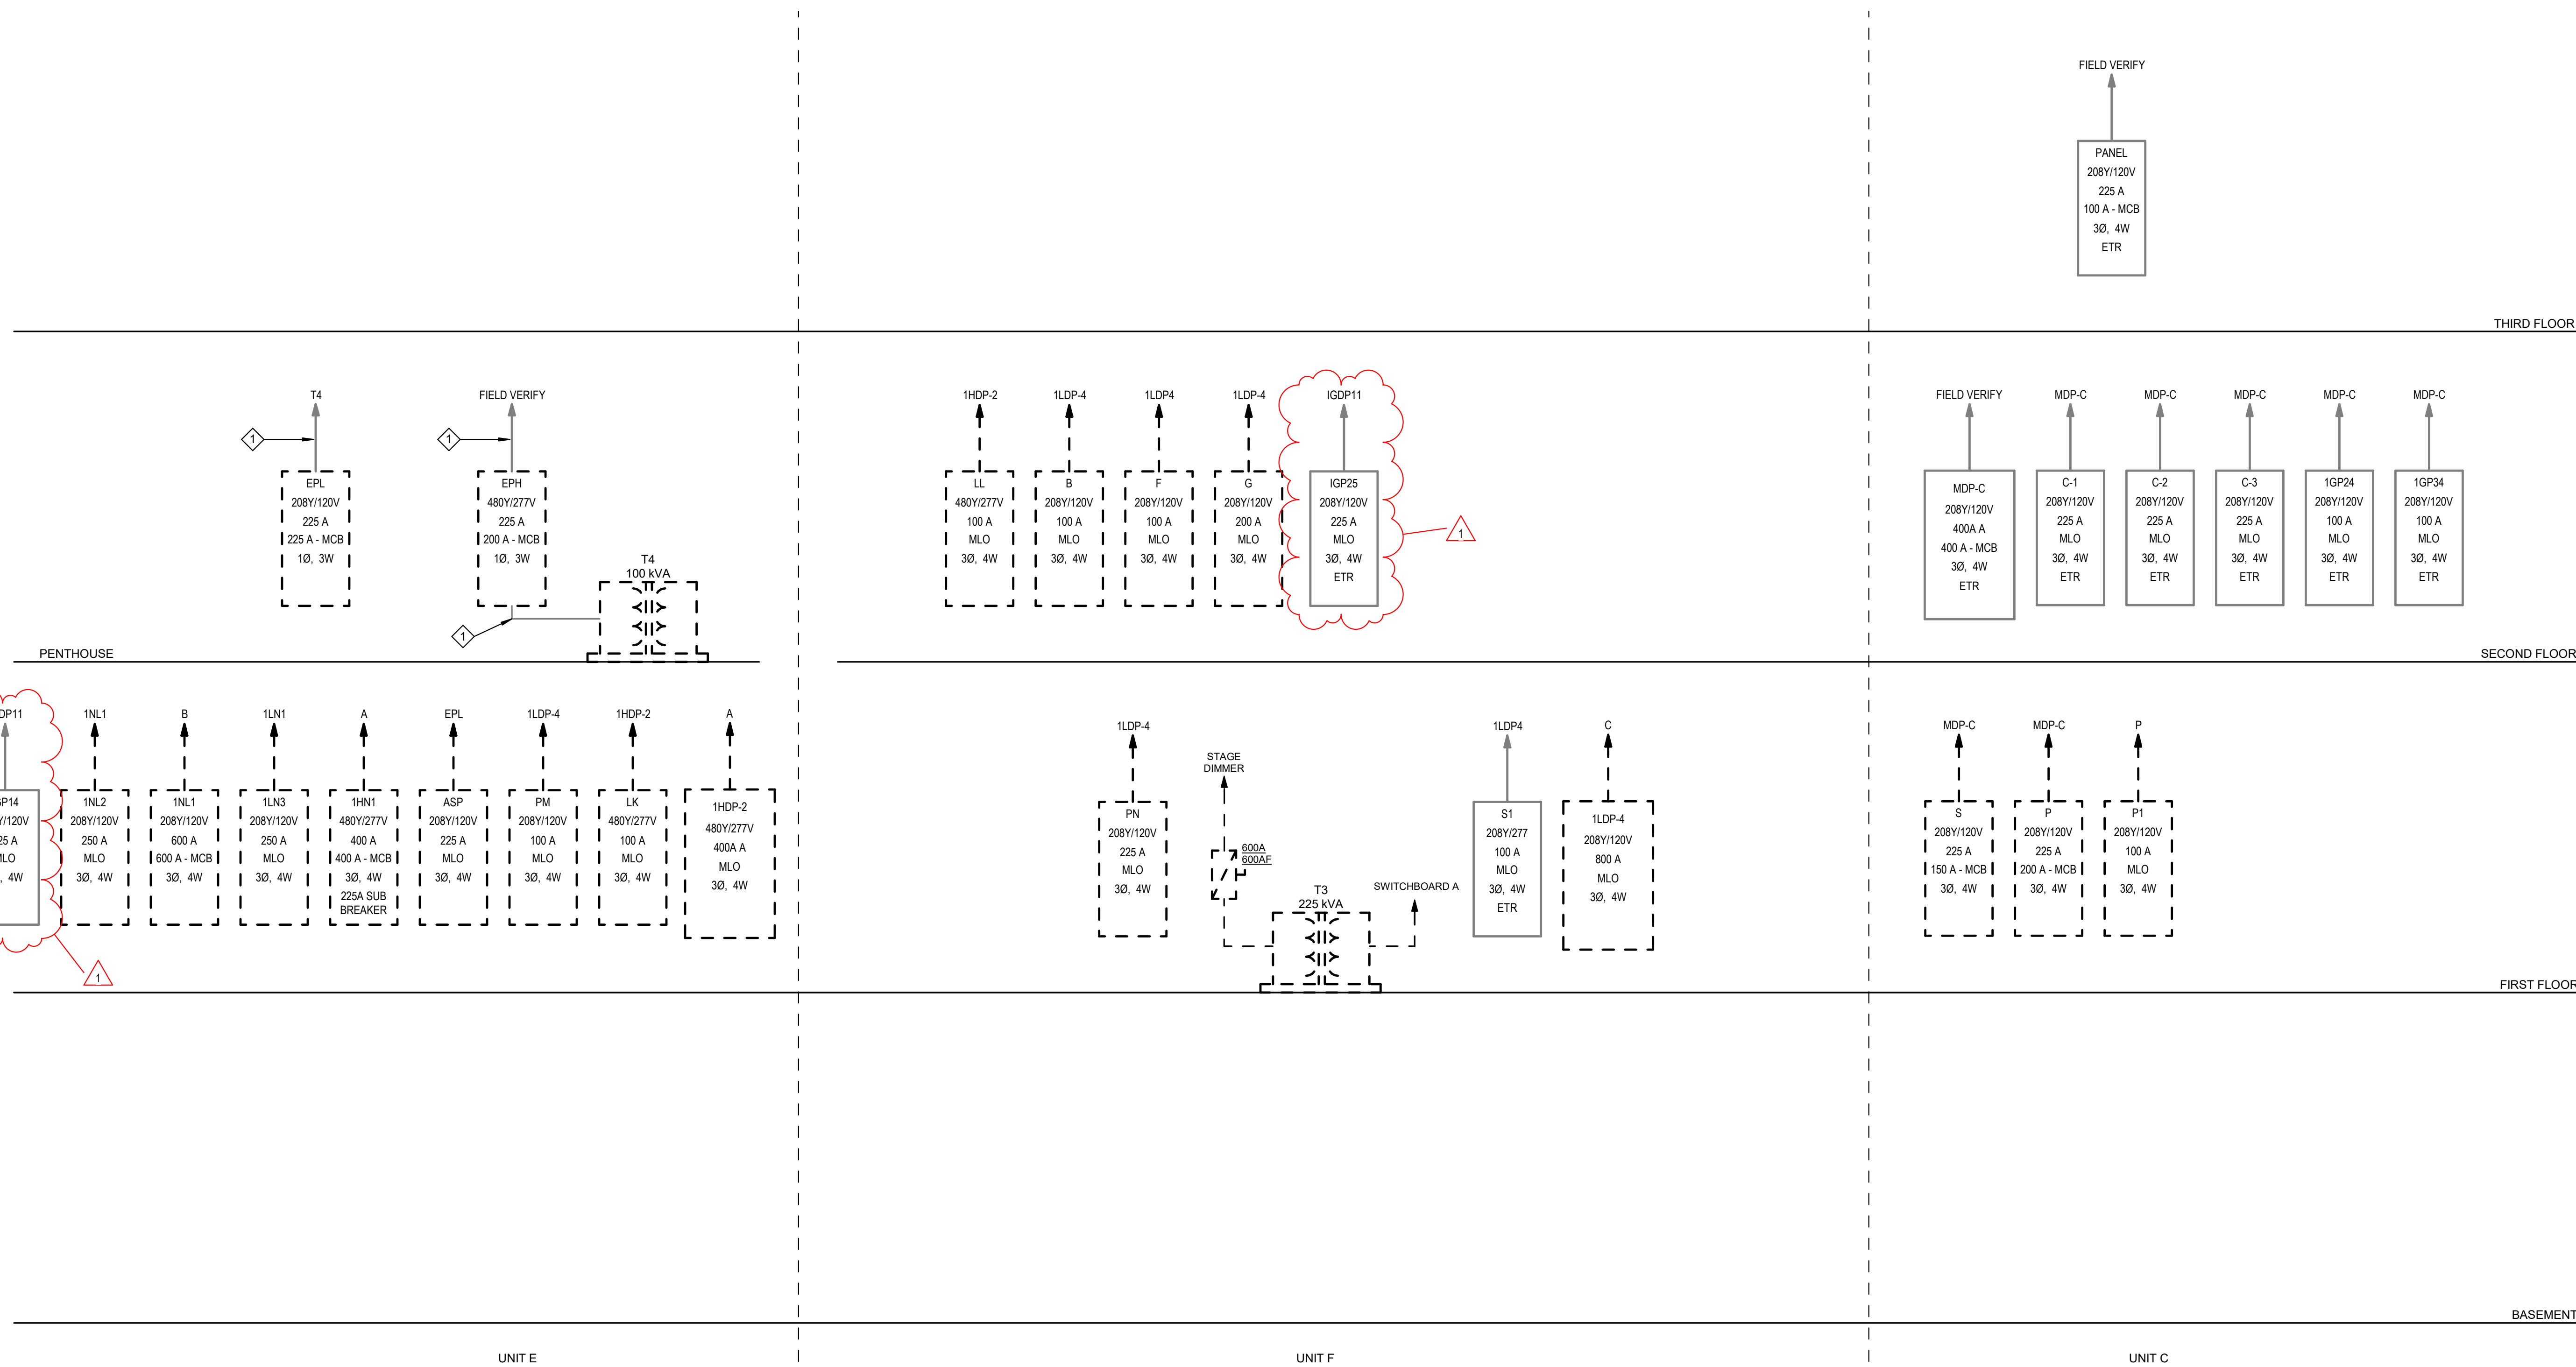 FIELD VERIFY
PANEL
208Y/120V
225 A
100 A - MCB
3Ø, 4W
ETR
THIRD FLOOR
T4
1
EPL
208Y/120V
225 A
225 A - MCB
1Ø, 3W
FIELD VERIFY
1
EPH
480Y/277V
225 A
200 A - MCB
1Ø, 3W
1
T4
100 kVA
PENTHOUSE
1HDP-2
LL
480Y/277V
100 A
MLO
3Ø, 4W
1LDP-4
B
208Y/120V
100 A
MLO
3Ø, 4W
1LDP4
F
208Y/120V
100 A
MLO
3Ø, 4W
1LDP-4
G
208Y/120V
200 A
MLO
3Ø, 4W
IGDP11
IGP25
208Y/120V
225 A
MLO
3Ø, 4W
ETR
1
FIELD VERIFY
MDP-C
208Y/120V
400A A
400 A - MCB
3Ø, 4W
ETR
MDP-C
C-1
208Y/120V
225 A
MLO
3Ø, 4W
ETR
MDP-C
C-2
208Y/120V
225 A
MLO
3Ø, 4W
ETR
MDP-C
C-3
208Y/120V
225 A
MLO
3Ø, 4W
ETR
MDP-C
1GP24
208Y/120V
100 A
MLO
3Ø, 4W
ETR
MDP-C
1GP34
208Y/120V
100 A
MLO
3Ø, 4W
ETR
SECOND FLOOR
DP11
P14
/120V
5 A
LO
, 4W
1
1NL1
1NL2
208Y/120V
250 A
MLO
3Ø, 4W
B
1NL1
208Y/120V
600 A
600 A - MCB
3Ø, 4W
1LN1
1LN3
208Y/120V
250 A
MLO
3Ø, 4W
A
1HN1
480Y/277V
400 A
400 A - MCB
3Ø, 4W
225A SUB
BREAKER
EPL
ASP
208Y/120V
225 A
MLO
3Ø, 4W
1LDP-4
PM
208Y/120V
100 A
MLO
3Ø, 4W
1HDP-2
LK
480Y/277V
100 A
MLO
3Ø, 4W
A
1HDP-2
480Y/277V
400A A
MLO
3Ø, 4W
1LDP-4
PN
208Y/120V
225 A
MLO
3Ø, 4W
STAGE
DIMMER
600A
600AF
T3
225 kVA
SWITCHBOARD A
1LDP4
S1
208Y/277
100 A
MLO
3Ø, 4W
ETR
C
1LDP-4
208Y/120V
800 A
MLO
3Ø, 4W
MDP-C
S
208Y/120V
225 A
150 A - MCB
3Ø, 4W
MDP-C
P
208Y/120V
225 A
200 A - MCB
3Ø, 4W
P
P1
208Y/120V
100 A
MLO
3Ø, 4W
FIRST FLOOR
BASEMENT
UNIT E
UNIT F
UNIT C